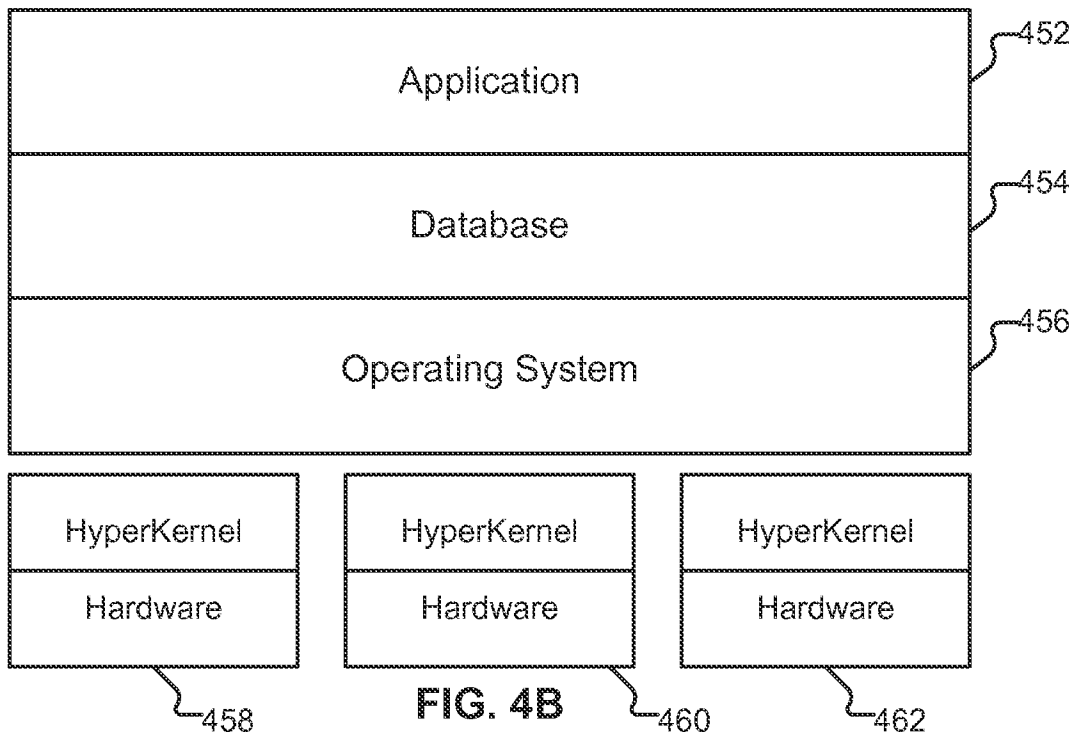 452
Application
454
Database
456
Operating System
HyperKernel HyperKernel HyperKernel
Hardware Hardware Hardware
458 FIG. 4B 460 462